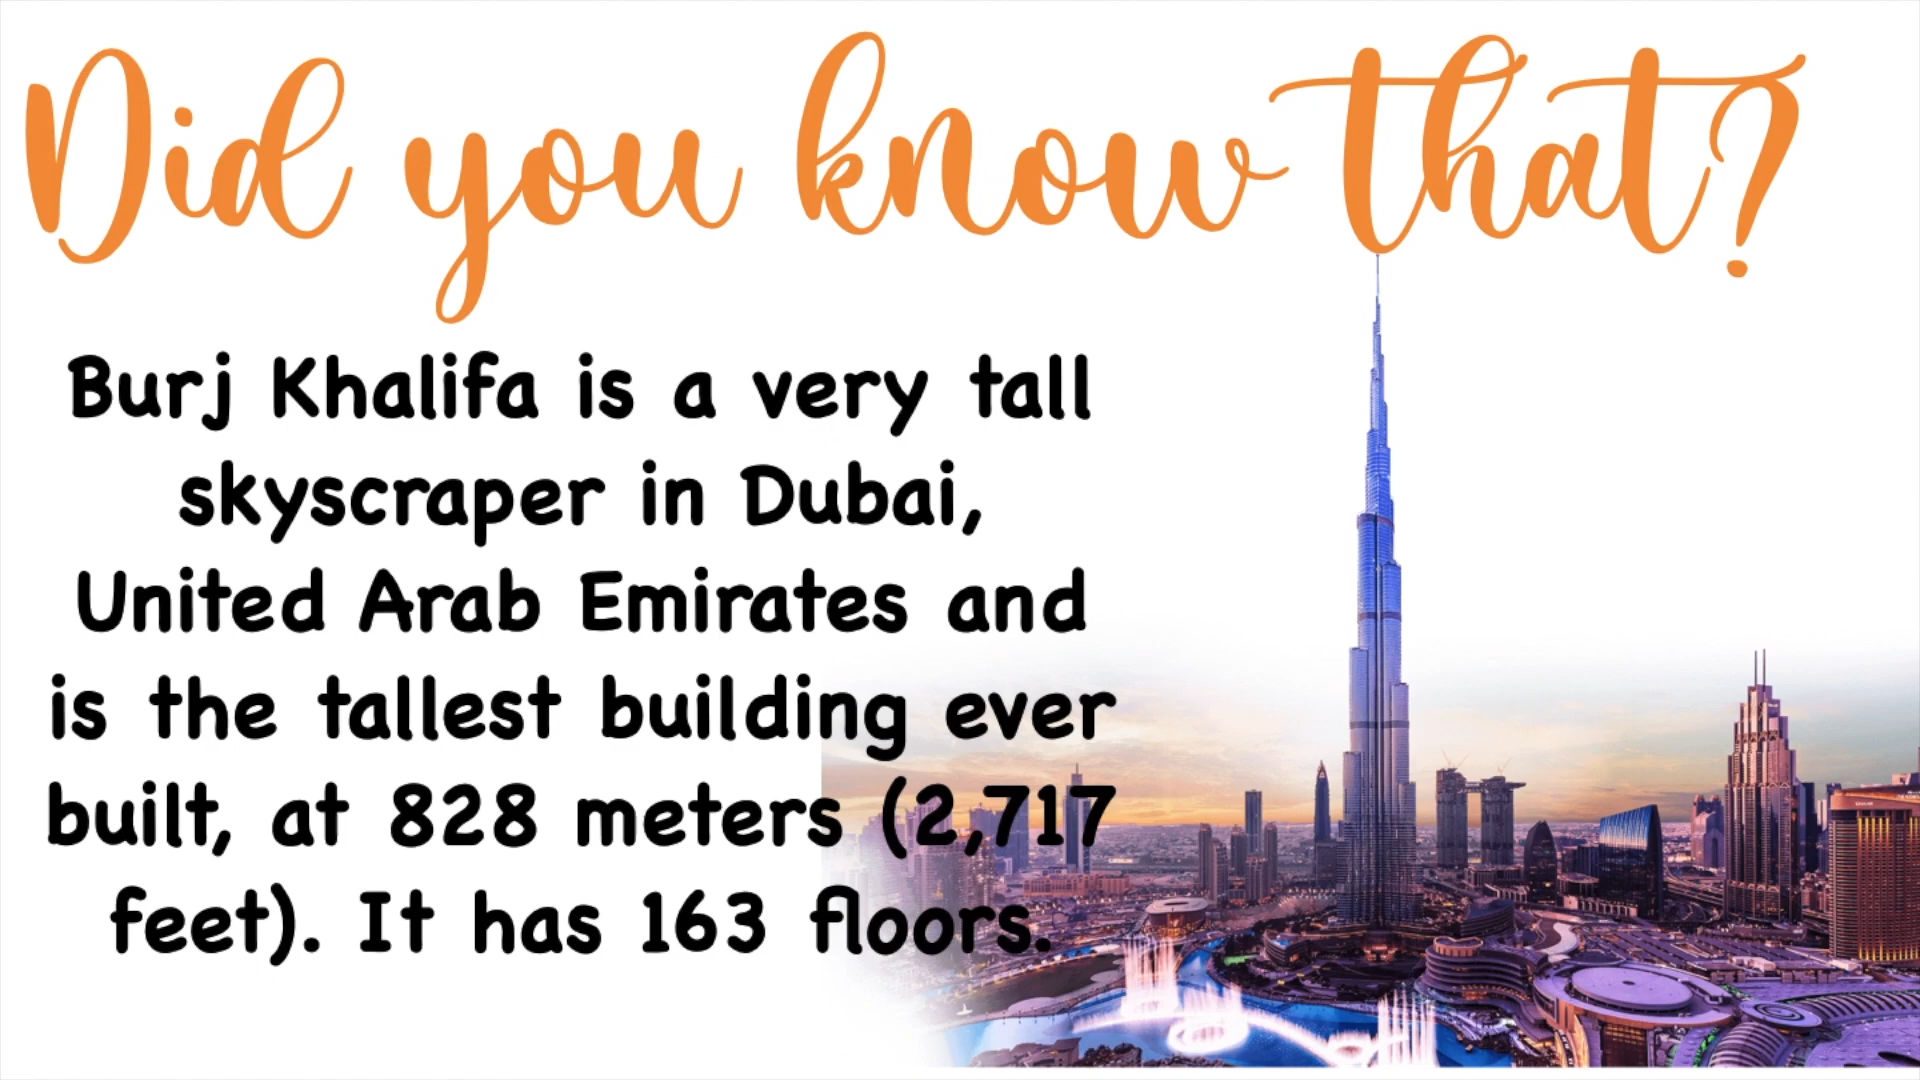 Did you know that?
Burj Khalifa is a very tall
skyscraper in Dubai,
United Arab Emirates and
is the tallest building ever
built, at 828 meters (2,717
feet). It has 163 floors.